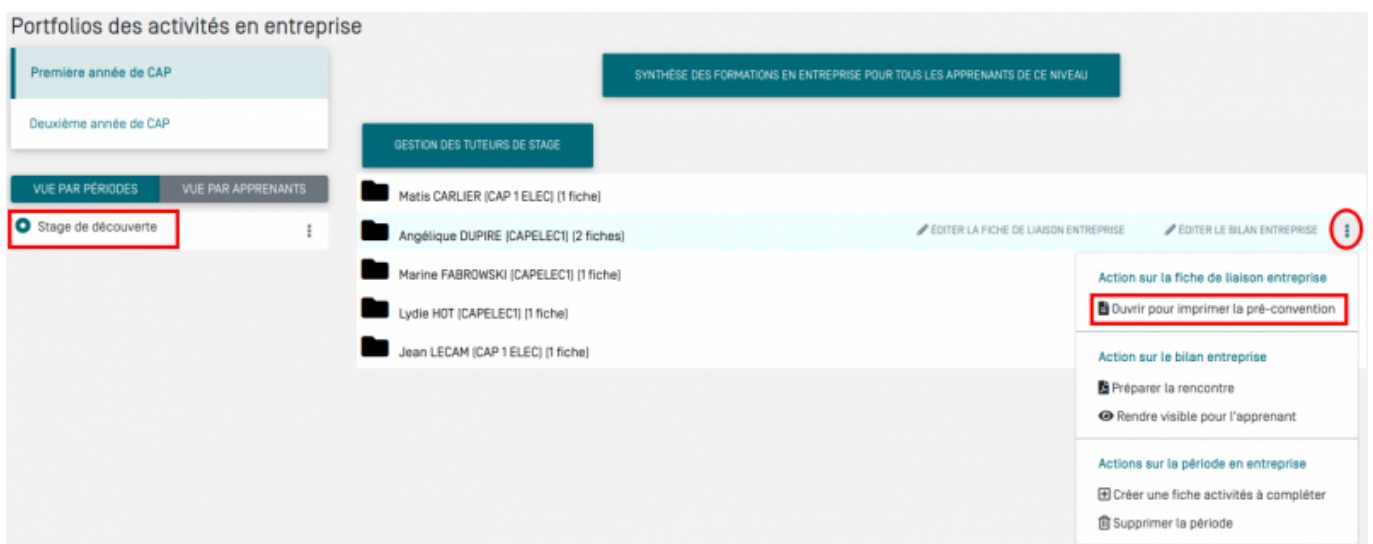 Portfolios des activités en entreprise
Première année de CAP
Deuxième année de CAP
VUE PAR PÉRIODES
VUE PAR APPRENANTS
Stage de découverte
SYNTHÈSE DES FORMATIONS EN ENTREPRISE POUR TOUS LES APPRENANTS DE CE NIVEAU
GESTION DES TUTEURS DE STAGE
Matis CARLIER (CAP 1 ELEC) (1 fiche)
Angélique DUPIRE (CAPELEC1) (2 fiches)
ÉDITER LA FICHE DE LIAISON ENTREPRISE
ÉDITER LE BILAN ENTREPRISE
Marine FABROWSKI (CAPELEC1) (1 fiche)
Lydie HOT (CAPELEC1) (1 fiche)
Jean LECAM (CAP 1 ELEC) (1 fiche)
Action sur la fiche de liaison entreprise
Ouvrir pour imprimer la pré-convention
Action sur le bilan entreprise
Préparer la rencontre
Rendre visible pour l'apprenant
Actions sur la période en entreprise
Créer une fiche activités à compléter
Supprimer la période